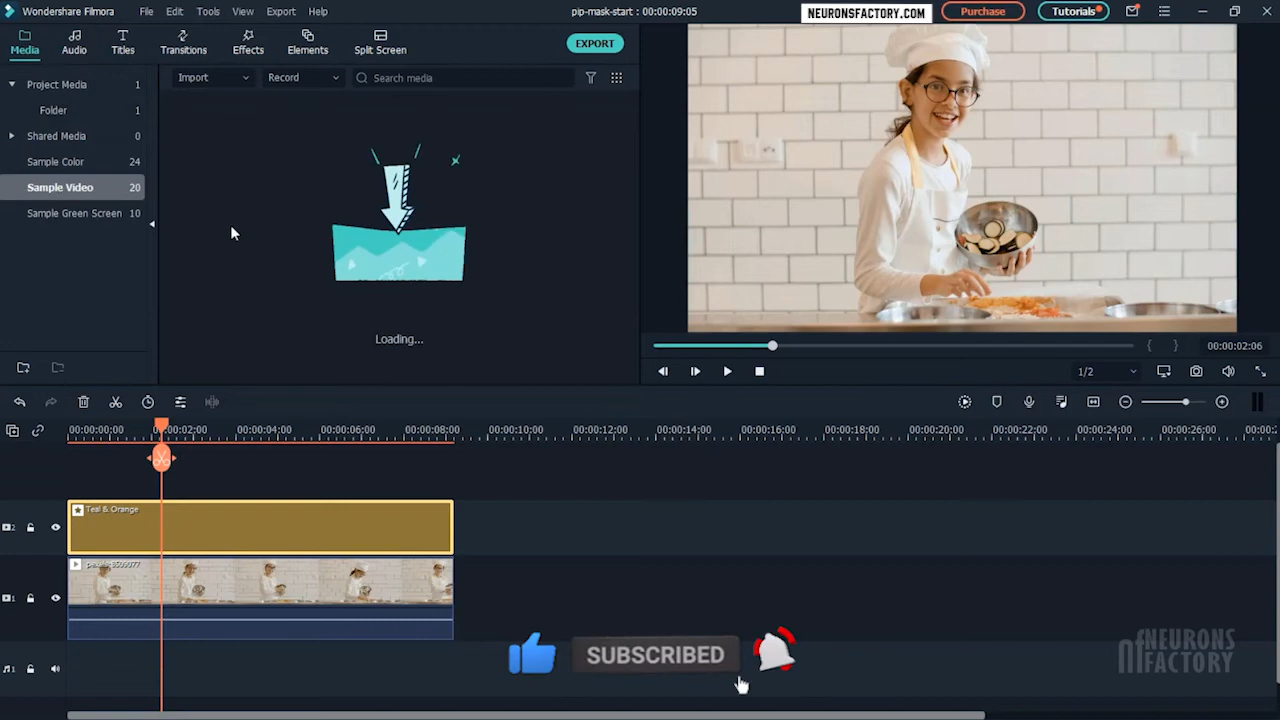 Wondershare Filmora File Edit Tools View Export Help pip-mask-start : 00:00:09:05 NEURONSFACTORY.COM Purchase Tutorials
Media Audio Titles Transitions Effects Elements Split Screen EXPORT
Import Record Search media
Project Media 1
Folder 1
Shared Media 0
Sample Color 24
Sample Video 20
Sample Green Screen 10
Loading...
00:00:02:06
1/2
00:00:00:00 00:00:02:00 00:00:04:00 00:00:06:00 00:00:08:00 00:00:10:00 00:00:12:00 00:00:14:00 00:00:16:00 00:00:18:00 00:00:20:00 00:00:22:00 00:00:24:00 00:00:26:00
2 Teal & Orange
1
SUBSCRIBED
NEURONS
FACTORY
1